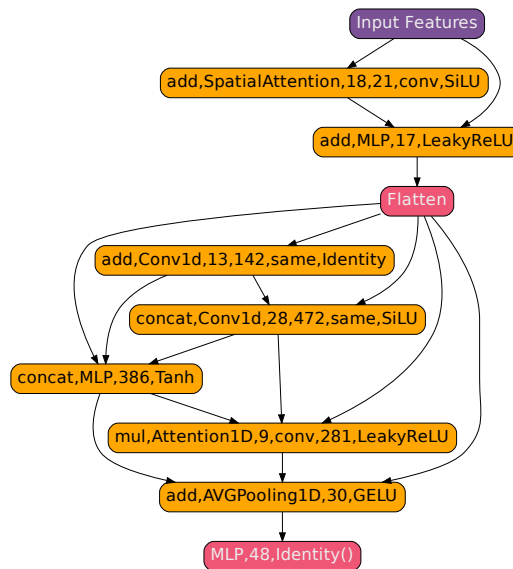 Input Features
add,SpatialAttention,18,21,conv,SiLU
add,MLP,17,LeakyReLU
Flatten
add,Conv1d,13,142,same,Identity
concat,Conv1d,28,472,same,SiLU
concat,MLP,386,Tanh
mul,Attention1D,9,conv,281,LeakyReLU
add,AVGPooling1D,30,GELU
MLP,48,Identity()